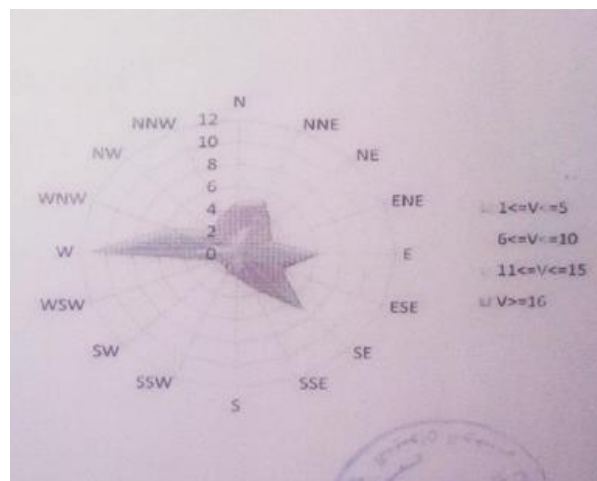 N
NNW
NNE
12
10
NW
NE
8
6
WNW
ENE
4
1<=V<=5
2
6<=V<=10
W
0
E
11<=V<=15
WSW
ESE
V>=16
SW
SE
SSW
SSE
S